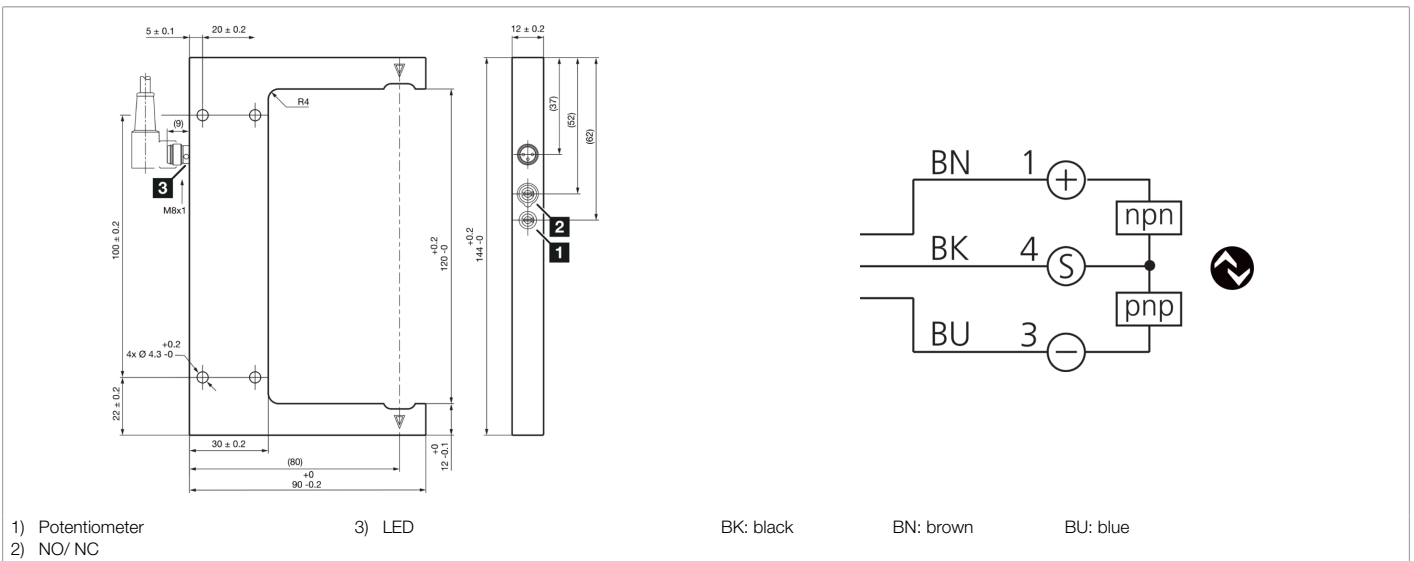 5 ± 0.1
20 ± 0.2
12 ± 0.2
R4
(9)
(37)
(52)
(62)
3
M8x1
2
1
100 ± 0.2
+0.2
120 -0
+0.2
144 -0
+0.2
4x Ø 4.3 -0
22 ± 0.2
30 ± 0.2
(80)
+0
90 -0.2
+0
12 -0.1
BN 1 +
npn
BK 4 S
pnp
BU 3 −
1) Potentiometer 3) LED BK: black BN: brown BU: blue
2) NO/ NC